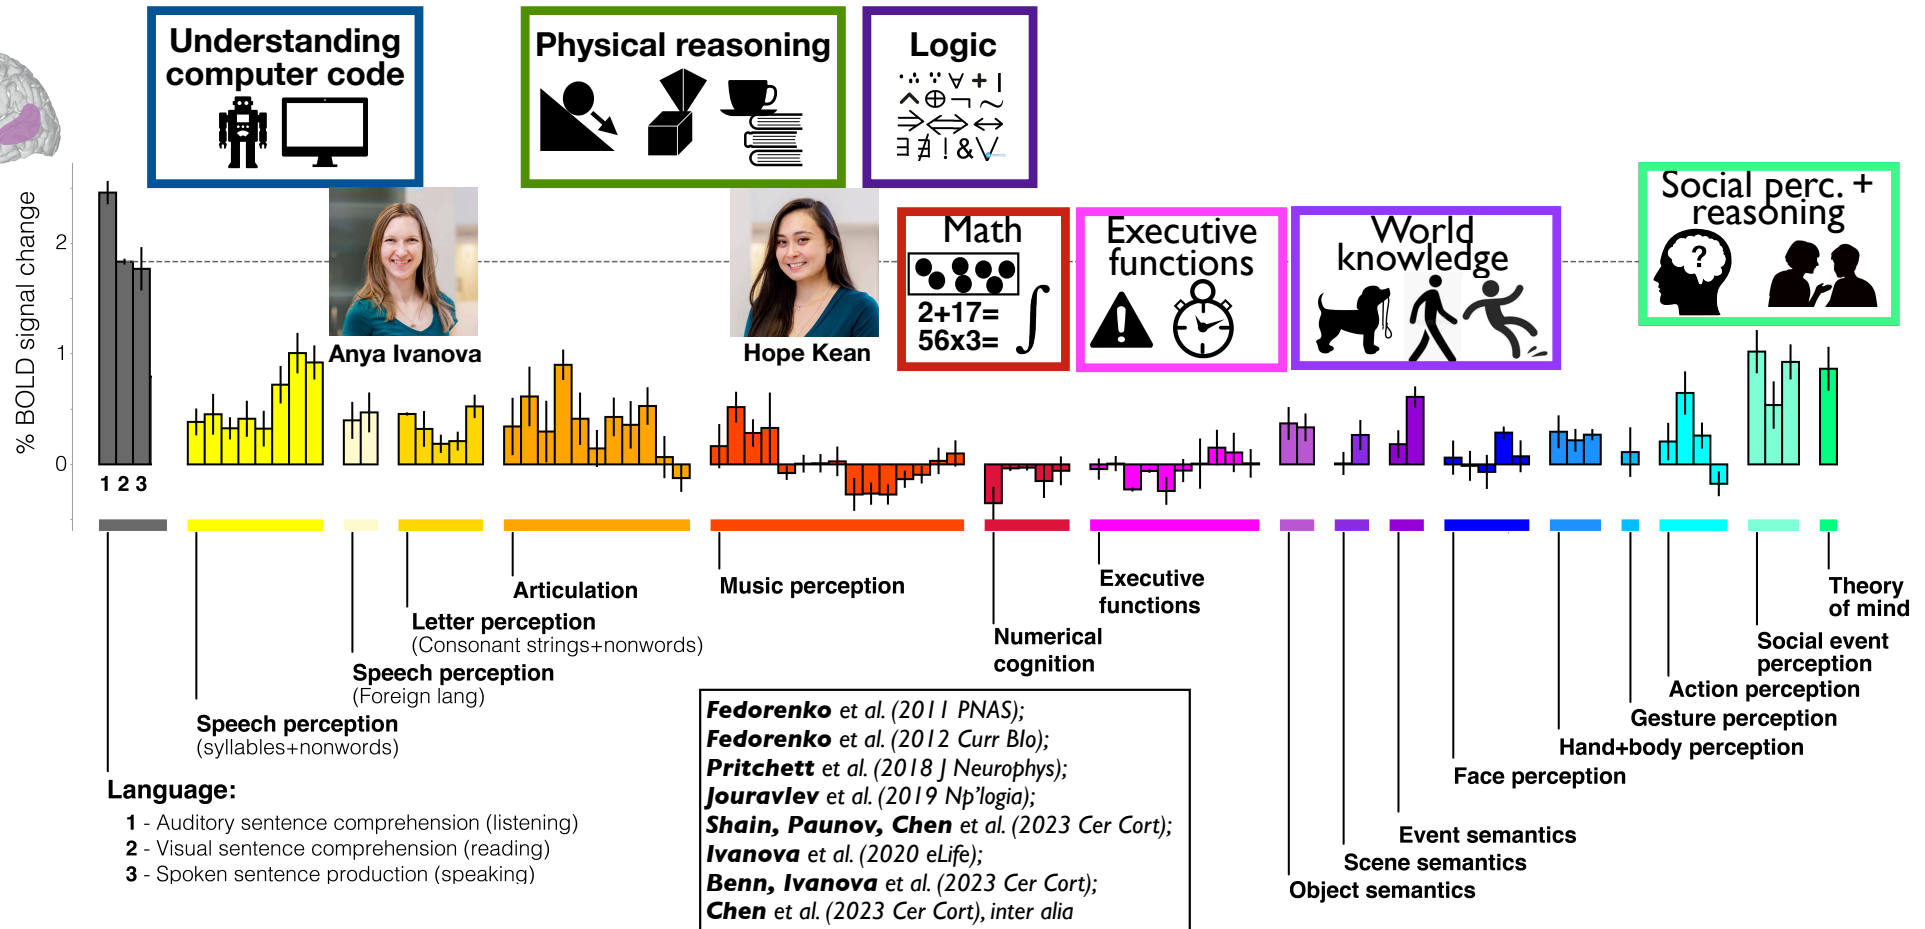 Understanding
computer code
Physical reasoning
Logic
Social perc. +
reasoning
?
Math
2+17=
56x3=
Executive
functions
World
knowledge
Anya Ivanova
Hope Kean
% BOLD signal change
2
1
0
1 2 3
Articulation
Music perception
Executive
functions
Theory
of mind
Letter perception
(Consonant strings+nonwords)
Numerical
cognition
Social event
perception
Speech perception
(Foreign lang)
Action perception
Gesture perception
Speech perception
(syllables+nonwords)
Hand+body perception
Face perception
Language:
1 - Auditory sentence comprehension (listening)
2 - Visual sentence comprehension (reading)
3 - Spoken sentence production (speaking)
Event semantics
Scene semantics
Object semantics
Fedorenko et al. (2011 PNAS);
Fedorenko et al. (2012 Curr BIo);
Pritchett et al. (2018 J Neurophys);
Jouravlev et al. (2019 Np'logia);
Shain, Paunov, Chen et al. (2023 Cer Cort);
Ivanova et al. (2020 eLife);
Benn, Ivanova et al. (2023 Cer Cort);
Chen et al. (2023 Cer Cort), inter alia